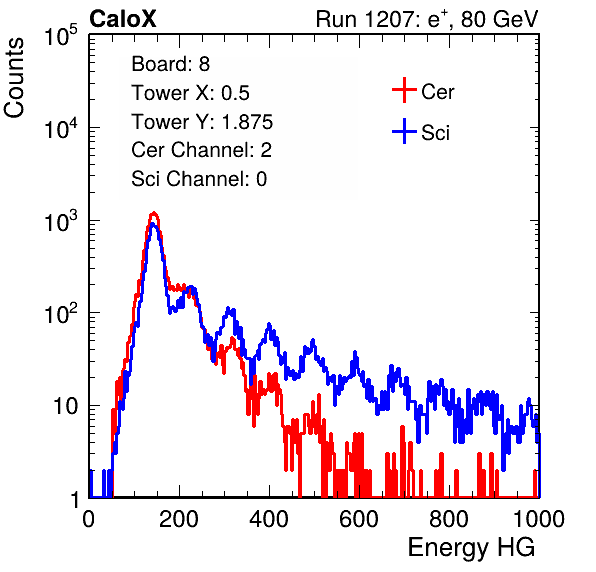 CaloX Run 1207: e⁺, 80 GeV
Counts
Board: 8
Tower X: 0.5
Tower Y: 1.875
Cer Channel: 2
Sci Channel: 0
Cer
Sci
10⁵
10⁴
10³
10²
10
1
0 200 400 600 800 1000
Energy HG